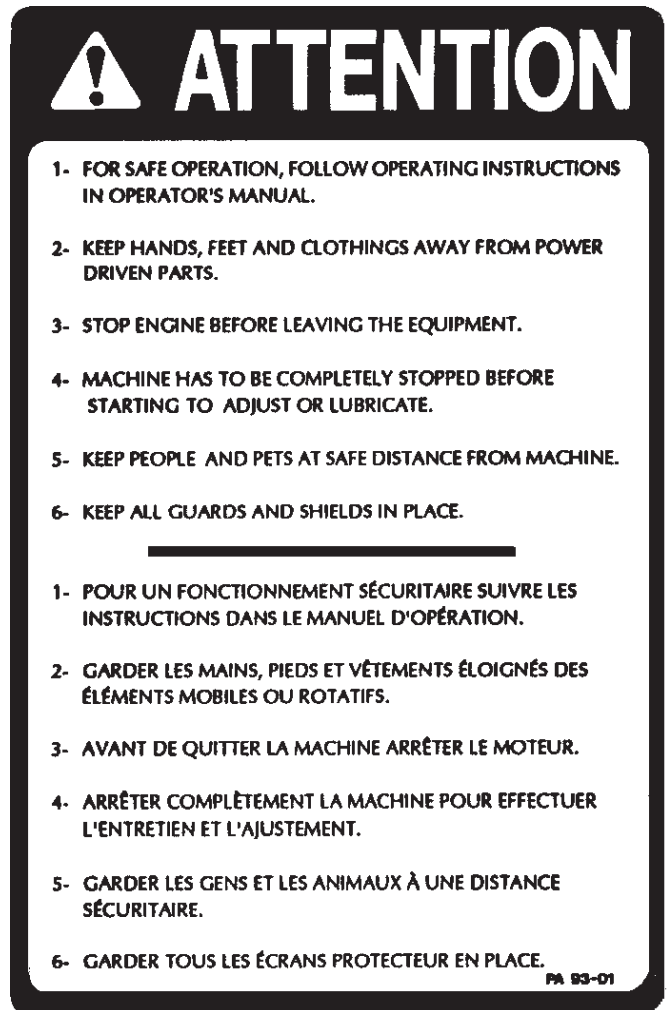 ATTENTION
1- FOR SAFE OPERATION, FOLLOW OPERATING INSTRUCTIONS
IN OPERATOR'S MANUAL.
2- KEEP HANDS, FEET AND CLOTHINGS AWAY FROM POWER
DRIVEN PARTS.
3- STOP ENGINE BEFORE LEAVING THE EQUIPMENT.
4- MACHINE HAS TO BE COMPLETELY STOPPED BEFORE
STARTING TO ADJUST OR LUBRICATE.
5- KEEP PEOPLE AND PETS AT SAFE DISTANCE FROM MACHINE.
6- KEEP ALL GUARDS AND SHIELDS IN PLACE.
1- POUR UN FONCTIONNEMENT SÉCURITAIRE SUIVRE LES
INSTRUCTIONS DANS LE MANUEL D'OPÉRATION.
2- GARDER LES MAINS, PIEDS ET VÊTEMENTS ÉLOIGNÉS DES
ÉLÉMENTS MOBILES OU ROTATIFS.
3- AVANT DE QUITTER LA MACHINE ARRÊTER LE MOTEUR.
4- ARRÊTER COMPLÈTEMENT LA MACHINE POUR EFFECTUER
L'ENTRETIEN ET L'AJUSTEMENT.
5- GARDER LES GENS ET LES ANIMAUX À UNE DISTANCE
SÉCURITAIRE.
6- GARDER TOUS LES ÉCRANS PROTECTEUR EN PLACE.
PA 93-01